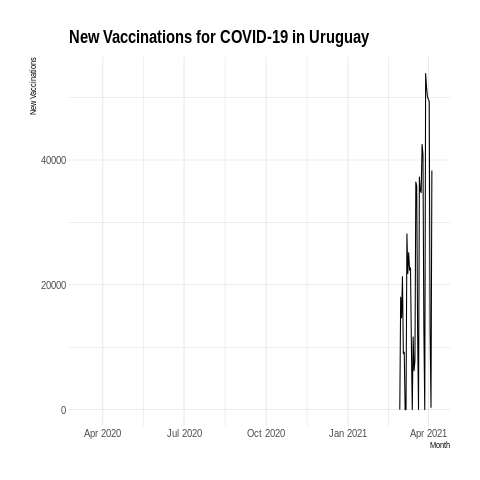 New Vaccinations for COVID-19 in Uruguay
New Vaccinations
40000
20000
0
Apr 2020 Jul 2020 Oct 2020 Jan 2021 Apr 2021
Month